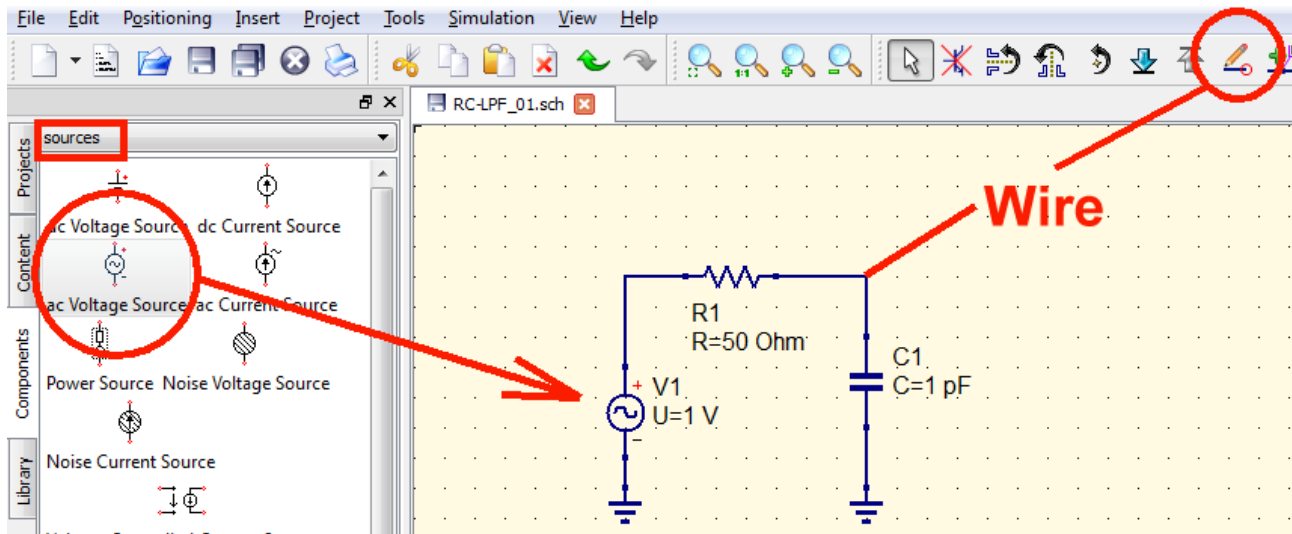 File Edit Positioning Insert Project Tools Simulation View Help
1:1
RC-LPF_01.sch
Projects
Content
Components
Library
sources
dc Voltage Source dc Current Source
ac Voltage Source ac Current Source
Power Source Noise Voltage Source
Noise Current Source
Wire
R1
R=50 Ohm
C1
C=1 pF
V1
U=1 V